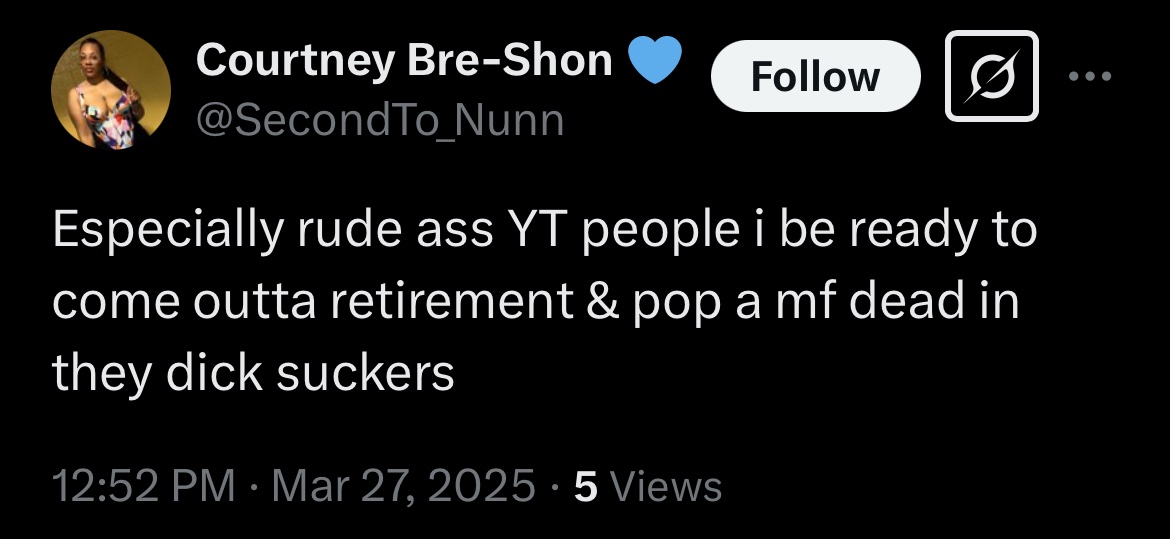 Courtney Bre-Shon 💙
Follow
@SecondTo_Nunn
Especially rude ass YT people i be ready to
come outta retirement & pop a mf dead in
they dick suckers
12:52 PM · Mar 27, 2025 · 5 Views